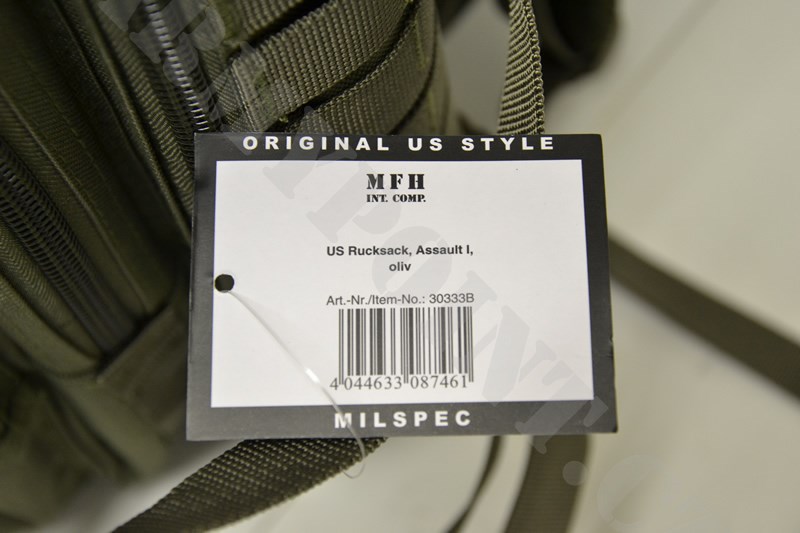 ORIGINAL US STYLE
MFH
INT. COMP.
US Rucksack, Assault I,
oliv
Art.-Nr./Item-No.: 30333B
4 044633 087461
MILSPEC